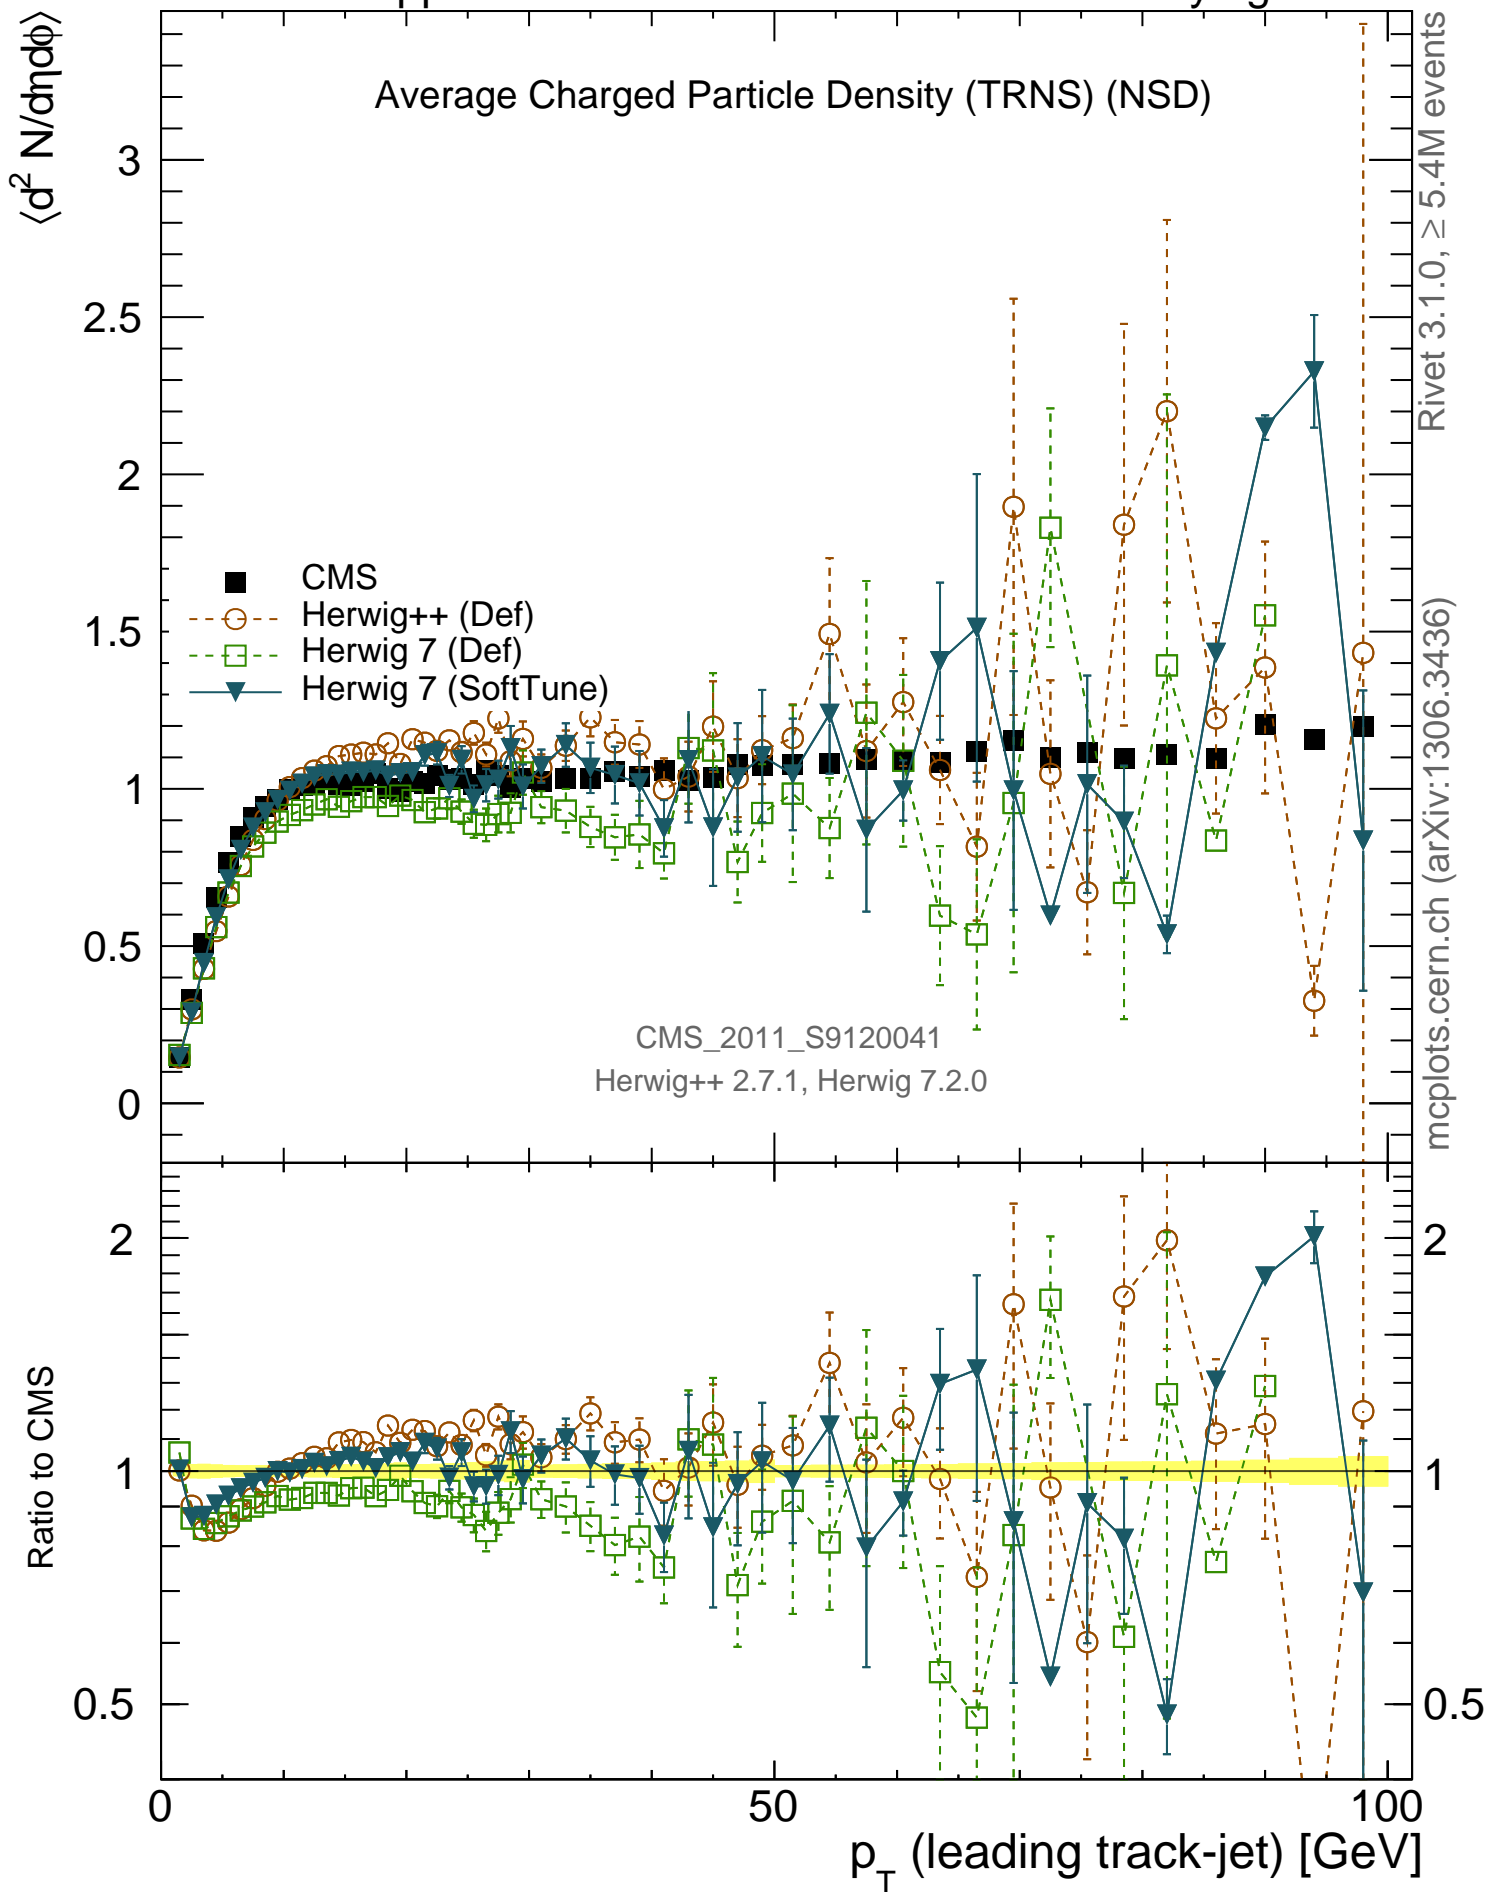 Average Charged Particle Density (TRNS) (NSD)
⟨d² N/dηdϕ⟩
3
2.5
2
1.5
1
0.5
0
CMS
Herwig++ (Def)
Herwig 7 (Def)
Herwig 7 (SoftTune)
CMS_2011_S9120041
Herwig++ 2.7.1, Herwig 7.2.0
Rivet 3.1.0, ≥ 5.4M events
mcplots.cern.ch (arXiv:1306.3436)
Ratio to CMS
2
1
0.5
2
1
0.5
0
50
100
p_T (leading track-jet) [GeV]